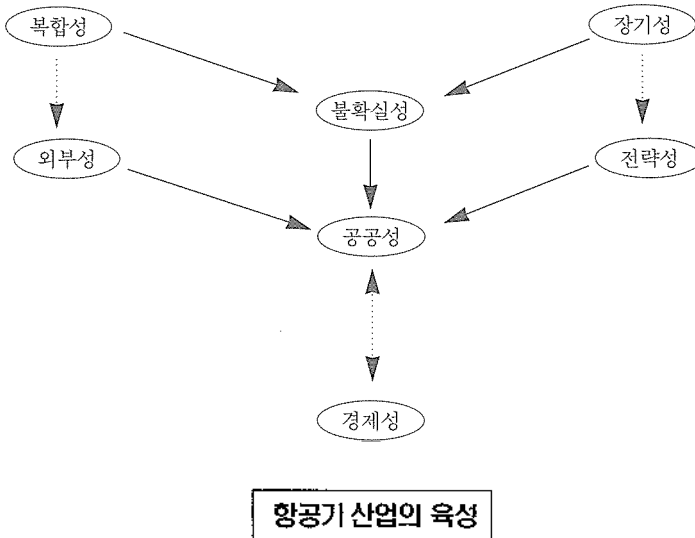 복합성
장기성
불확실성
외부성
전략성
공공성
경제성
항공기 산업의 육성